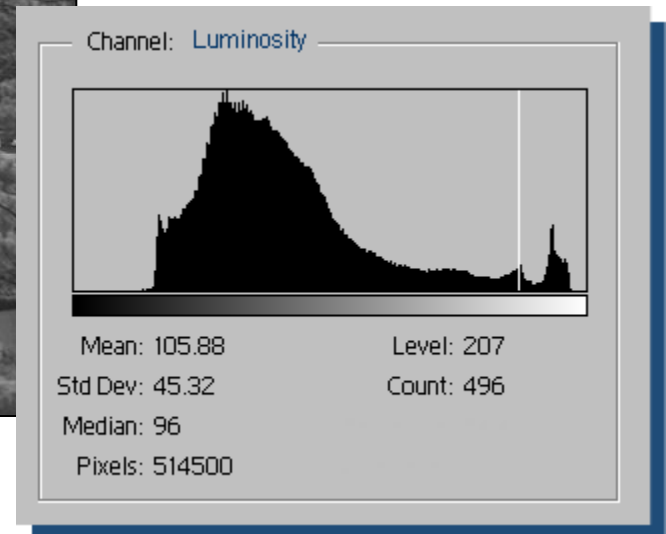 Channel: Luminosity
Mean: 105.88
Level: 207
Std Dev: 45.32
Count: 496
Median: 96
Pixels: 514500